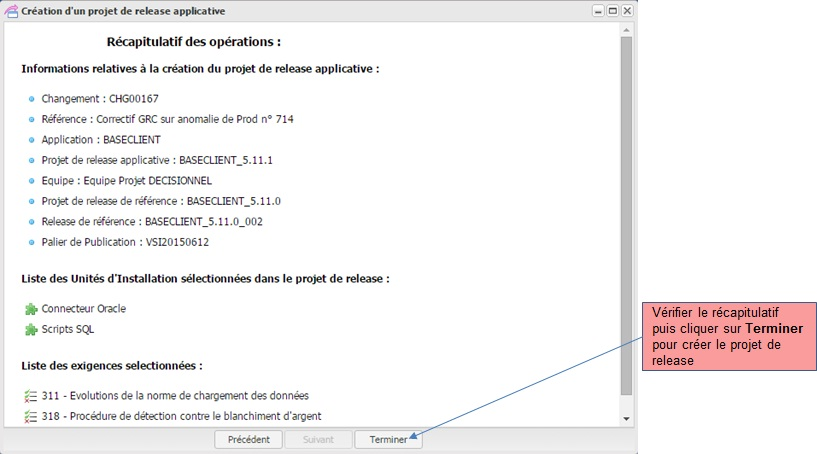 Création d'un projet de release applicative
Récapitulatif des opérations :
Informations relatives à la création du projet de release applicative :
Changement : CHG00167
Référence : Correctif GRC sur anomalie de Prod n° 714
Application : BASECLIENT
Projet de release applicative : BASECLIENT_5.11.1
Equipe : Equipe Projet DECISIONNEL
Projet de release de référence : BASECLIENT_5.11.0
Release de référence : BASECLIENT_5.11.0_002
Palier de Publication : VSI20150612
Liste des Unités d'Installation sélectionnées dans le projet de release :
Connecteur Oracle
Scripts SQL
Liste des exigences selectionnées :
311 - Evolutions de la norme de chargement des données
318 - Procédure de détection contre le blanchiment d'argent
Précédent
Suivant
Terminer
Vérifier le récapitulatif
puis cliquer sur Terminer
pour créer le projet de
release